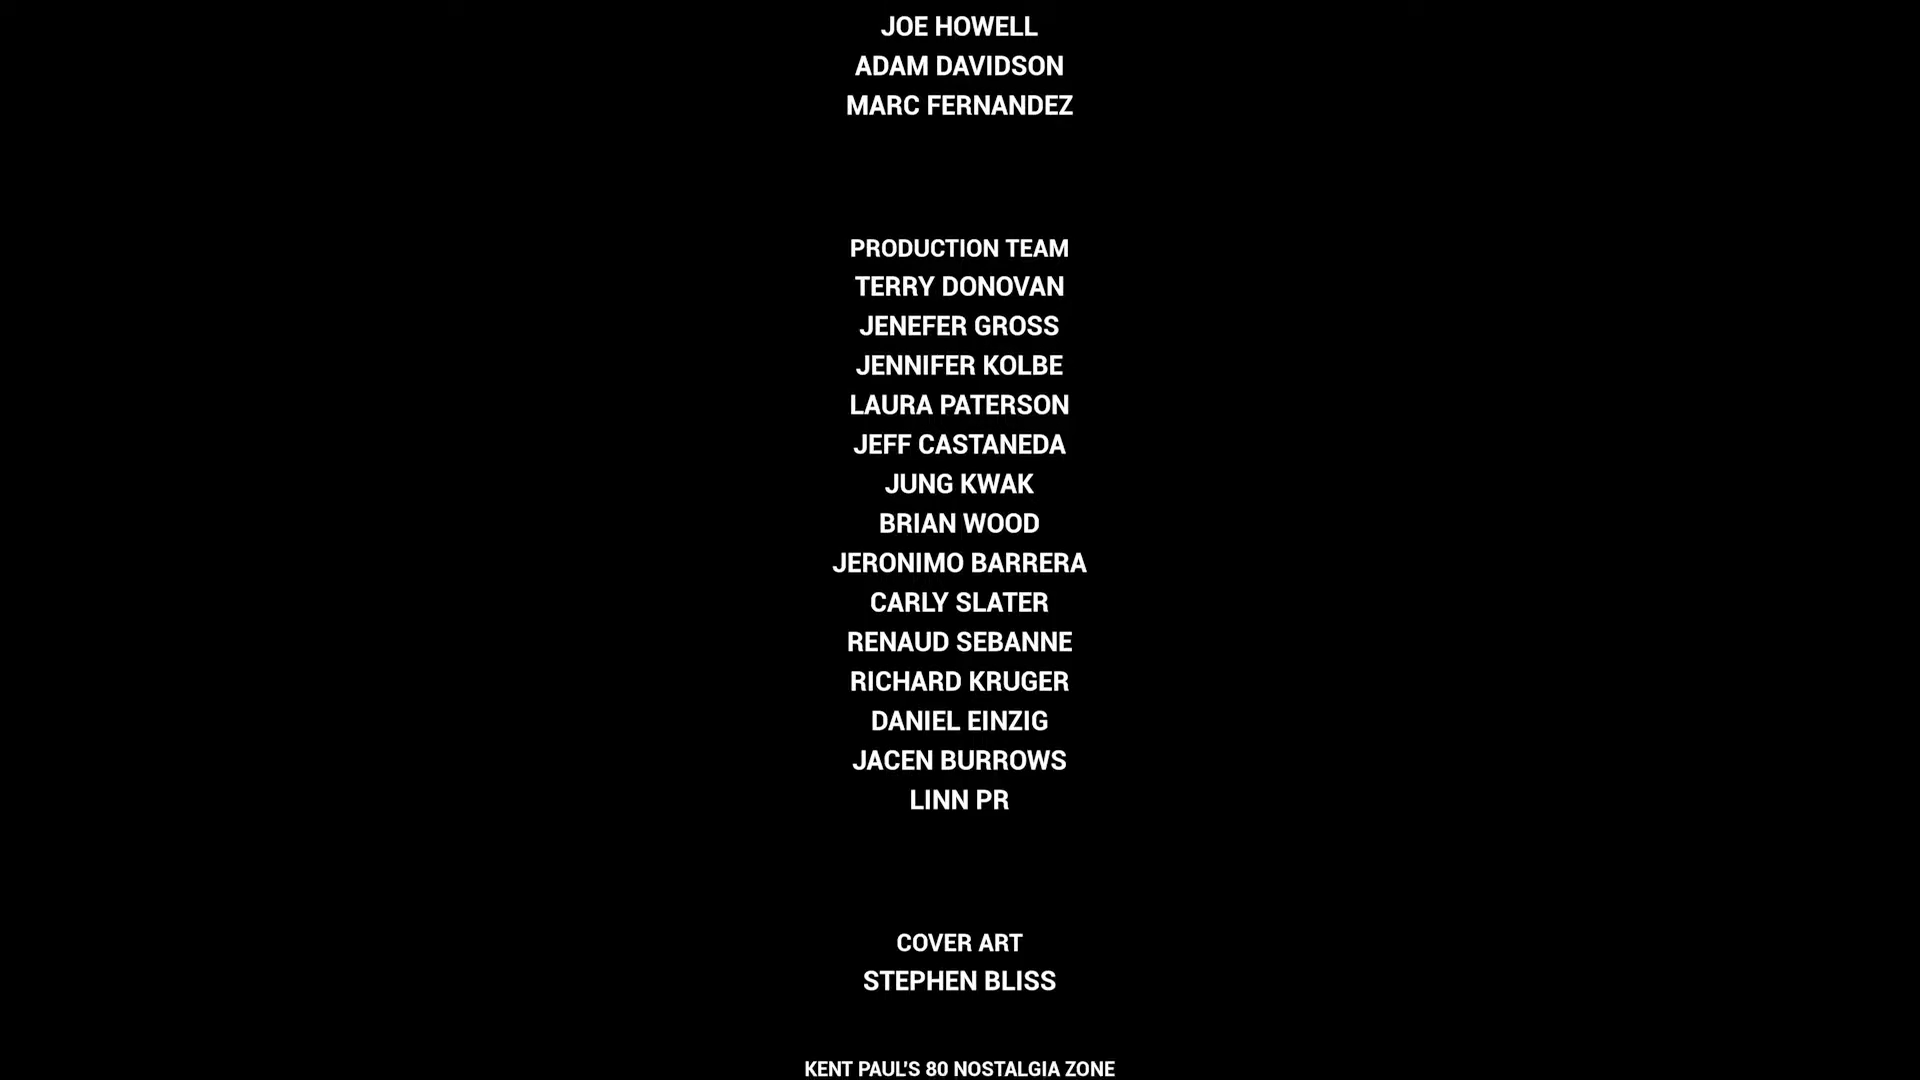 JOE HOWELL
ADAM DAVIDSON
MARC FERNANDEZ
PRODUCTION TEAM
TERRY DONOVAN
JENEFER GROSS
JENNIFER KOLBE
LAURA PATERSON
JEFF CASTANEDA
JUNG KWAK
BRIAN WOOD
JERONIMO BARRERA
CARLY SLATER
RENAUD SEBANNE
RICHARD KRUGER
DANIEL EINZIG
JACEN BURROWS
LINN PR
COVER ART
STEPHEN BLISS
KENT PAUL'S 80 NOSTALGIA ZONE